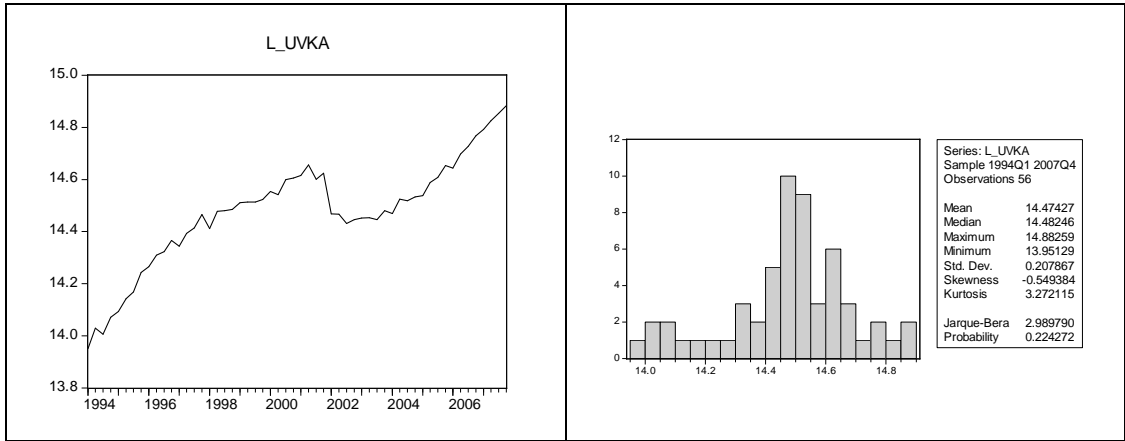 L_UVKA
15.0
14.8
14.6
14.4
14.2
14.0
13.8
1994 1996 1998 2000 2002 2004 2006
12
10
8
6
4
2
0
14.0 14.2 14.4 14.6 14.8
Series: L_UVKA
Sample 1994Q1 2007Q4
Observations 56
Mean 14.47427
Median 14.48246
Maximum 14.88259
Minimum 13.95129
Std. Dev. 0.207867
Skewness -0.549384
Kurtosis 3.272115
Jarque-Bera 2.989790
Probability 0.224272